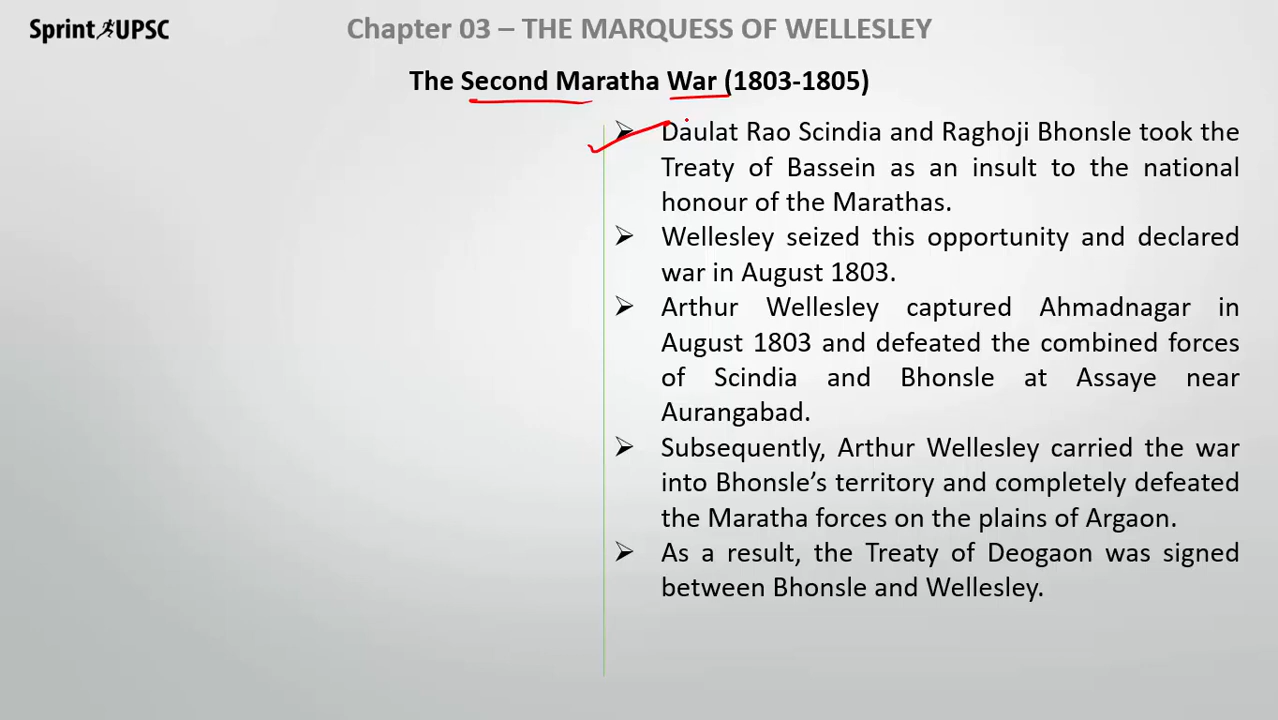 Sprint UPSC
Chapter 03 – THE MARQUESS OF WELLESLEY
The Second Maratha War (1803-1805)
➢ Daulat Rao Scindia and Raghoji Bhonsle took the
Treaty of Bassein as an insult to the national
honour of the Marathas.
➢ Wellesley seized this opportunity and declared
war in August 1803.
➢ Arthur Wellesley captured Ahmadnagar in
August 1803 and defeated the combined forces
of Scindia and Bhonsle at Assaye near
Aurangabad.
➢ Subsequently, Arthur Wellesley carried the war
into Bhonsle’s territory and completely defeated
the Maratha forces on the plains of Argaon.
➢ As a result, the Treaty of Deogaon was signed
between Bhonsle and Wellesley.